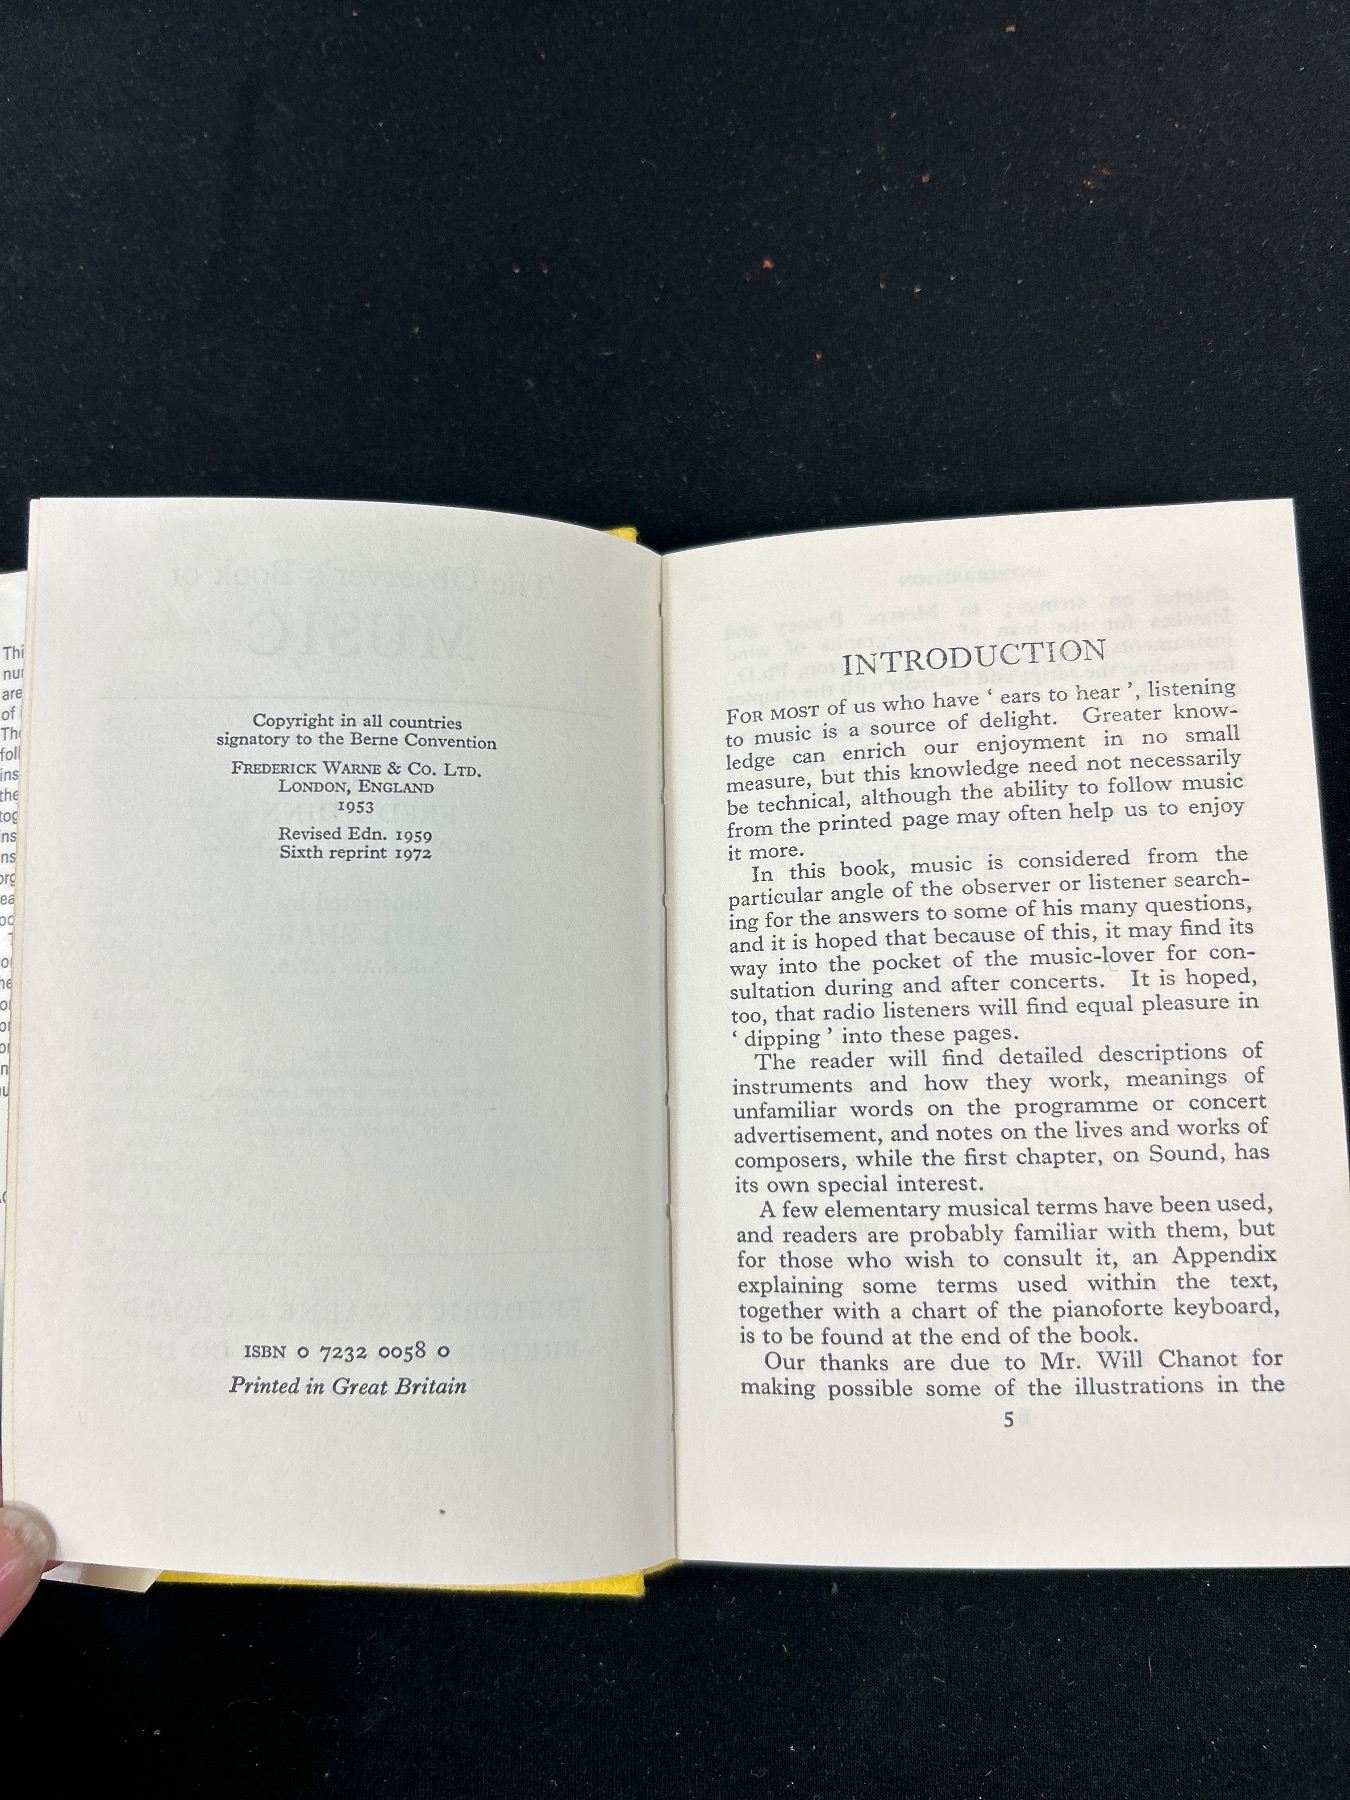 Copyright in all countries
signatory to the Berne Convention
FREDERICK WARNE & CO. LTD.
LONDON, ENGLAND
1953
Revised Edn. 1959
Sixth reprint 1972
ISBN 0 7232 0058 0
Printed in Great Britain
INTRODUCTION
FOR MOST of us who have ‘ ears to hear ’, listening
to music is a source of delight. Greater know-
ledge can enrich our enjoyment in no small
measure, but this knowledge need not necessarily
be technical, although the ability to follow music
from the printed page may often help us to enjoy
it more.
In this book, music is considered from the
particular angle of the observer or listener search-
ing for the answers to some of his many questions,
and it is hoped that because of this, it may find its
way into the pocket of the music-lover for con-
sultation during and after concerts. It is hoped,
too, that radio listeners will find equal pleasure in
‘ dipping ’ into these pages.
The reader will find detailed descriptions of
instruments and how they work, meanings of
unfamiliar words on the programme or concert
advertisement, and notes on the lives and works of
composers, while the first chapter, on Sound, has
its own special interest.
A few elementary musical terms have been used,
and readers are probably familiar with them, but
for those who wish to consult it, an Appendix
explaining some terms used within the text,
together with a chart of the pianoforte keyboard,
is to be found at the end of the book.
Our thanks are due to Mr. Will Chanot for
making possible some of the illustrations in the
5